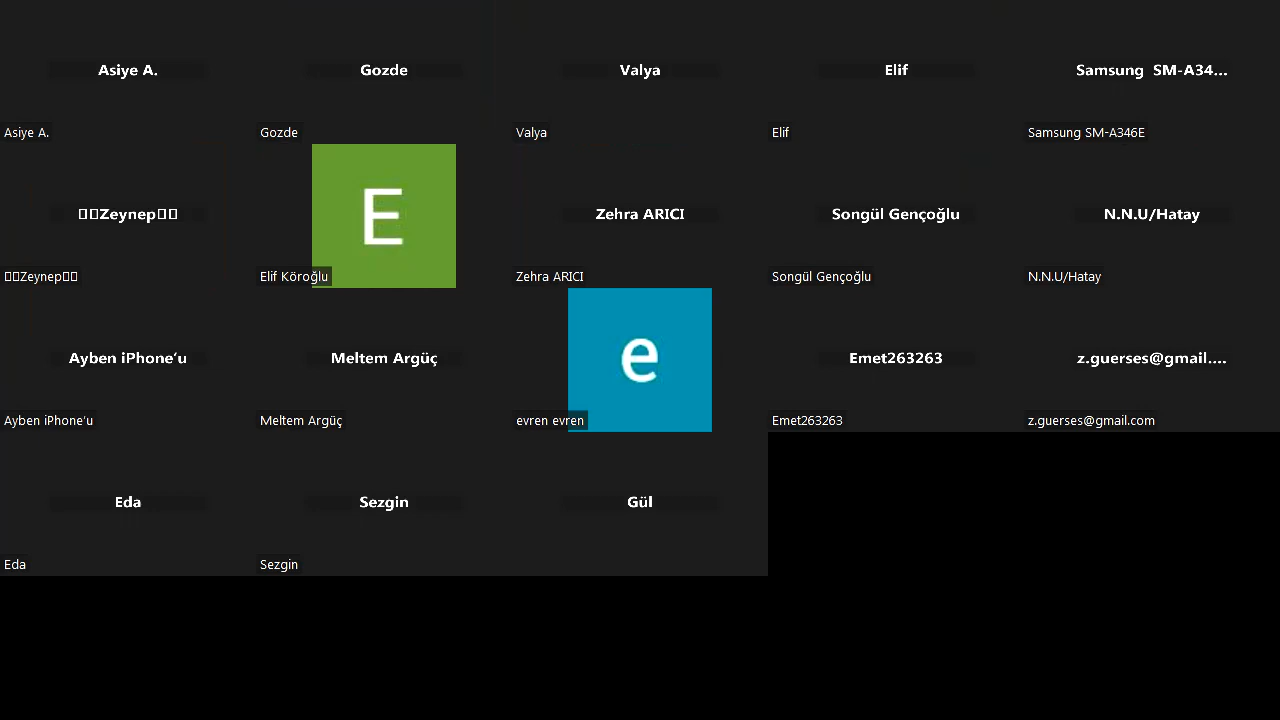 Asiye A.
Gozde
Valya
Elif
Samsung SM-A34...
Asiye A.
Gozde
Valya
Elif
Samsung SM-A346E
▯▯Zeynep▯▯
E
Zehra ARICI
Songül Gençoğlu
N.N.U/Hatay
▯▯Zeynep▯▯
Elif Köroğlu
Zehra ARICI
Songül Gençoğlu
N.N.U/Hatay
Ayben iPhone'u
Meltem Argüç
e
Emet263263
z.guerses@gmail....
Ayben iPhone'u
Meltem Argüç
evren evren
Emet263263
z.guerses@gmail.com
Eda
Sezgin
Gül
Eda
Sezgin